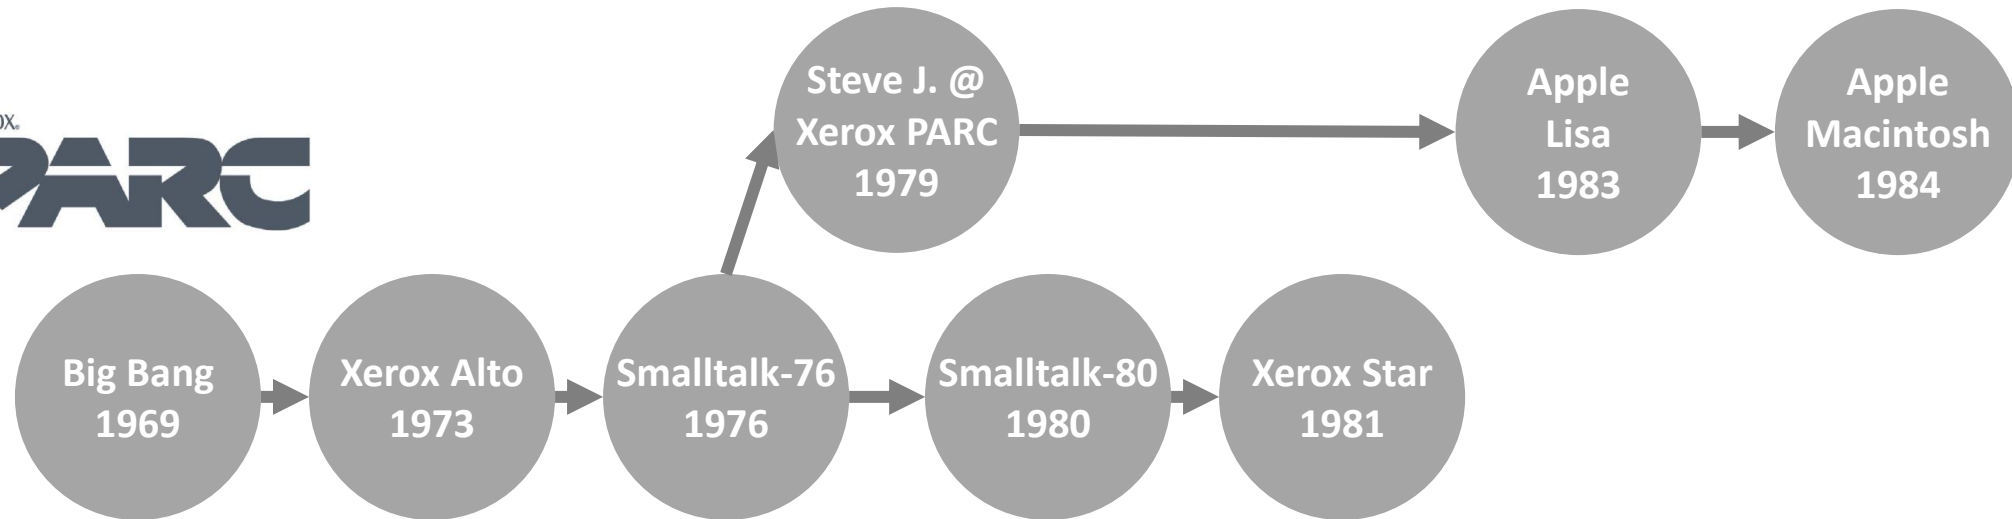 Steve J. @
Xerox PARC
1979
Apple
Lisa
1983
Apple
Macintosh
1984
PARC
Big Bang
1969
Xerox Alto
1973
Smalltalk-76
1976
Smalltalk-80
1980
Xerox Star
1981